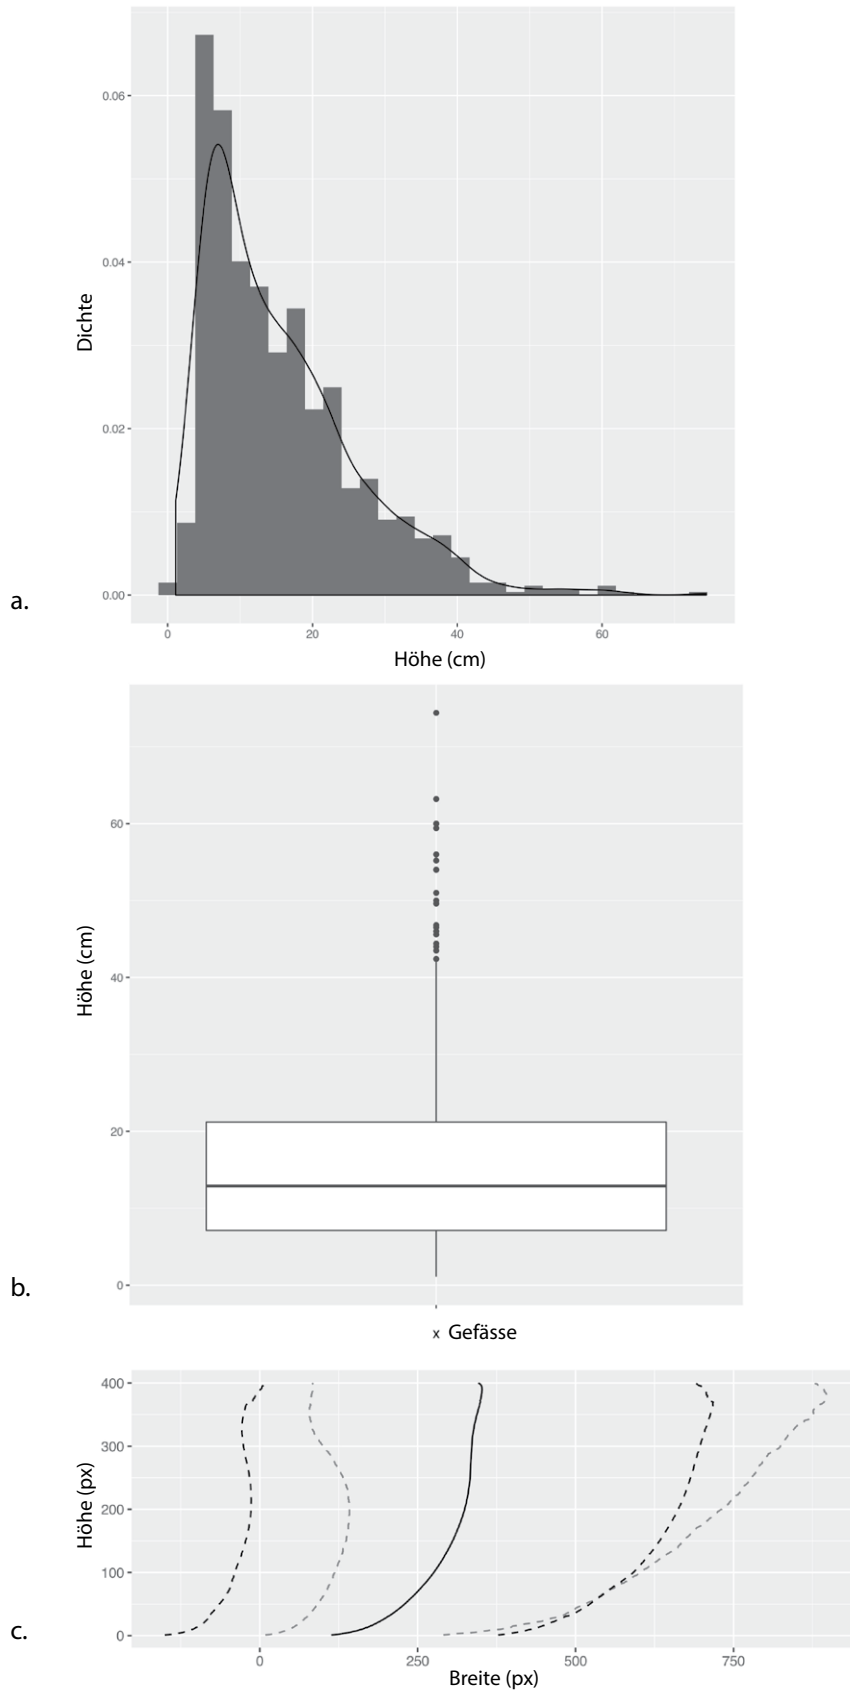 0.06
0.04
Dichte
0.02
0.00
a.
0 20 40 60
Höhe (cm)
60
40
Höhe (cm)
20
0
b.
x Gefässe
400
300
Höhe (px)
200
100
0
c.
0 250 500 750
Breite (px)